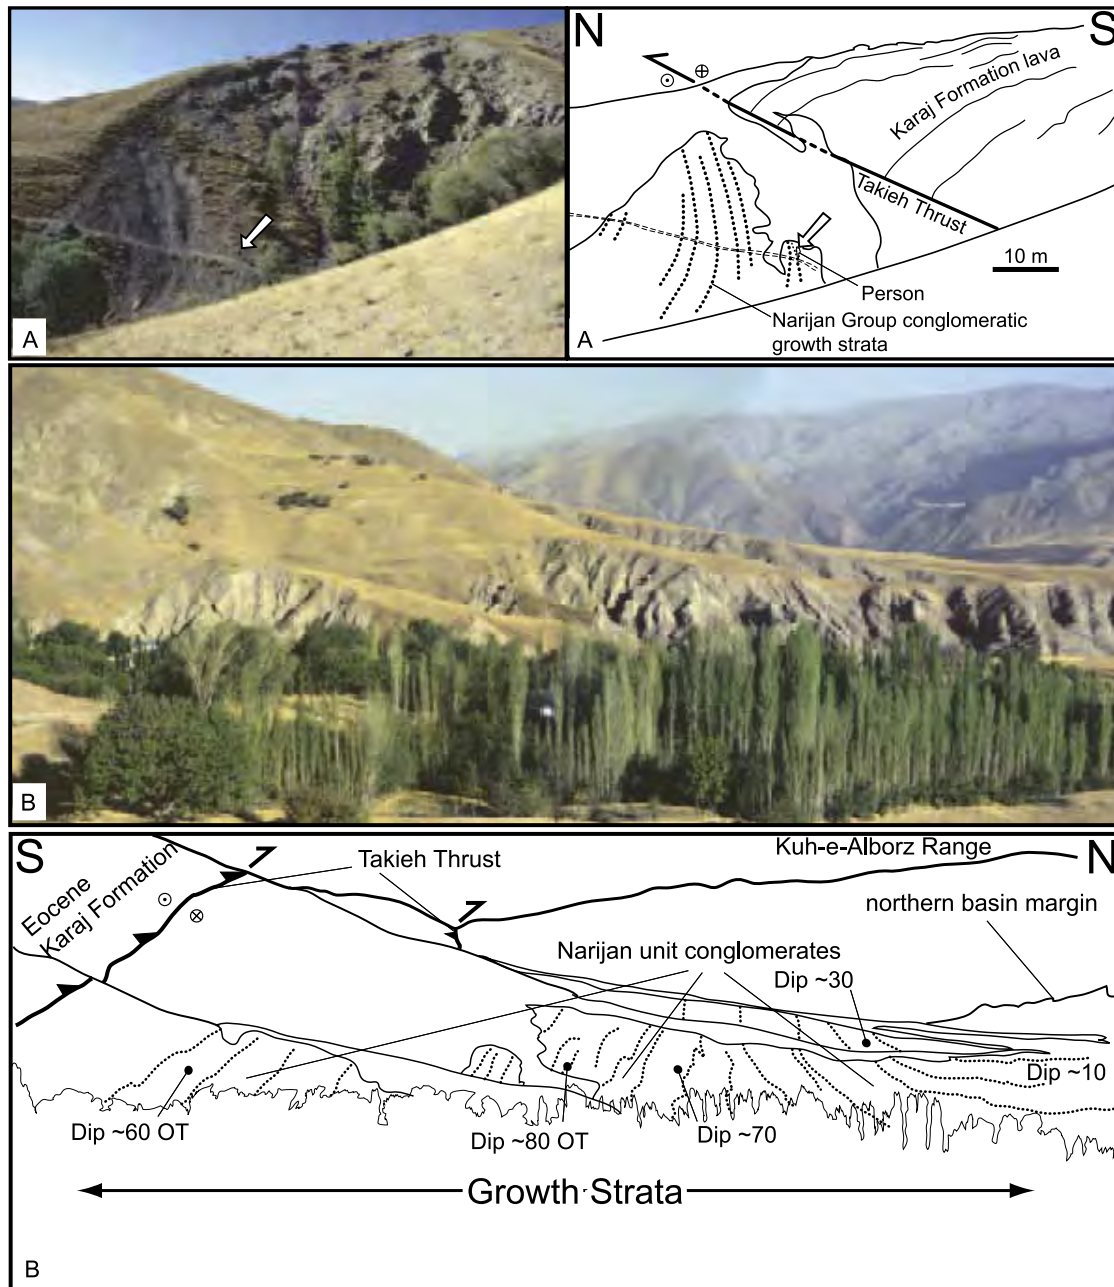 A
N
S
Karaj Formation lava
Takieh Thrust
10 m
Person
Narijan Group conglomeratic
growth strata
A
B
S
N
Eocene
Karaj Formation
Takieh Thrust
Kuh-e-Alborz Range
northern basin margin
Narijan unit conglomerates
Dip ~30
Dip ~10
Dip ~60 OT
Dip ~80 OT
Dip ~70
Growth Strata
B